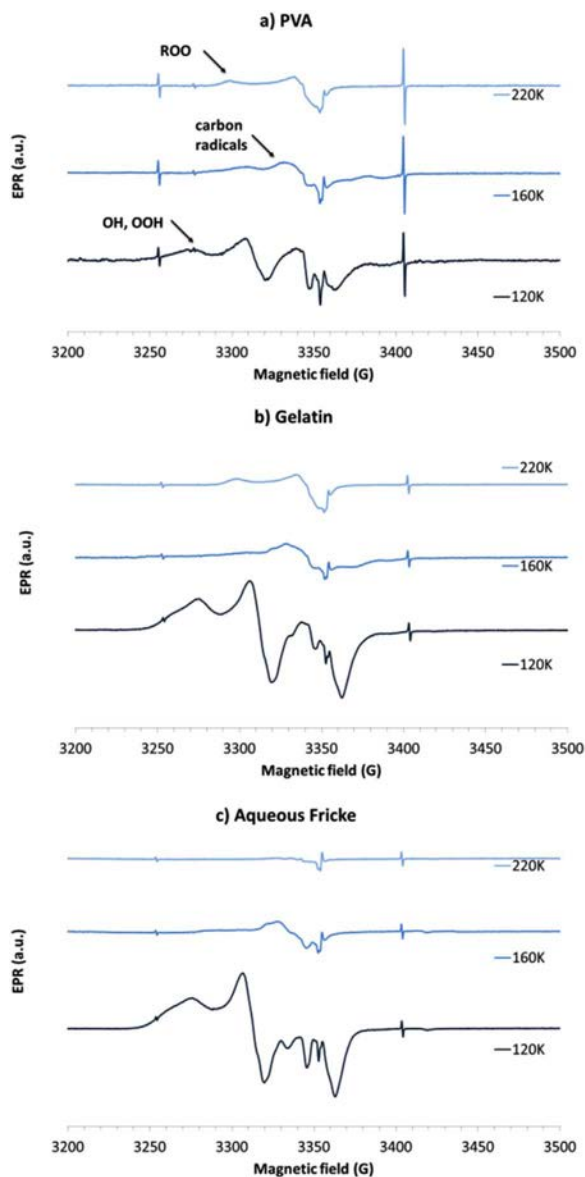 a) PVA
ROO
220K
carbon
radicals
160K
OH, OOH
120K
EPR (a.u.)
3200 3250 3300 3350 3400 3450 3500
Magnetic field (G)
b) Gelatin
220K
160K
120K
EPR (a.u.)
3200 3250 3300 3350 3400 3450 3500
Magnetic field (G)
c) Aqueous Fricke
220K
160K
120K
EPR (a.u.)
3200 3250 3300 3350 3400 3450 3500
Magnetic field (G)